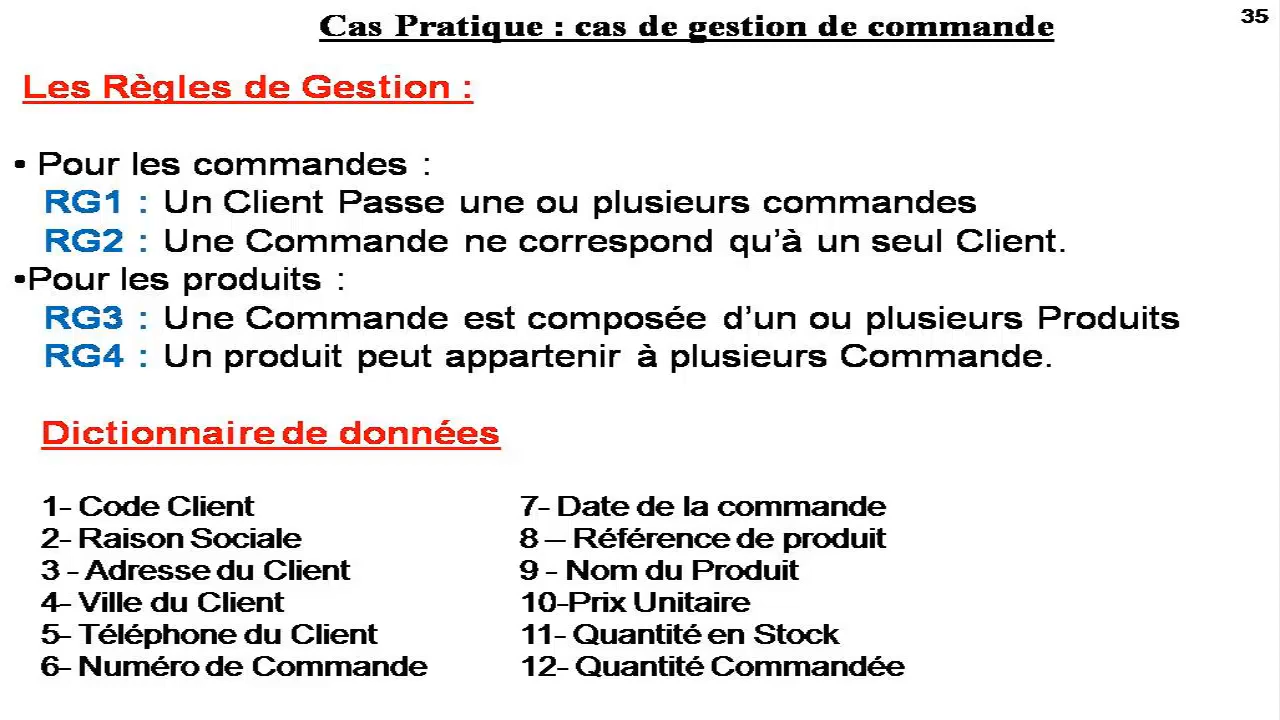 Cas Pratique : cas de gestion de commande
35
Les Règles de Gestion :
• Pour les commandes :
RG1 : Un Client Passe une ou plusieurs commandes
RG2 : Une Commande ne correspond qu’à un seul Client.
•Pour les produits :
RG3 : Une Commande est composée d’un ou plusieurs Produits
RG4 : Un produit peut appartenir à plusieurs Commande.
Dictionnaire de données
1- Code Client
2- Raison Sociale
3 - Adresse du Client
4- Ville du Client
5- Téléphone du Client
6- Numéro de Commande
7- Date de la commande
8 – Référence de produit
9 - Nom du Produit
10-Prix Unitaire
11- Quantité en Stock
12- Quantité Commandée